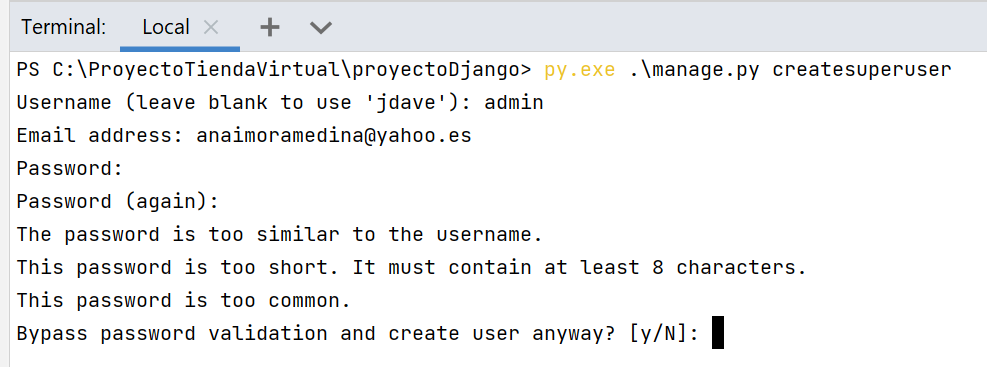 Terminal: Local
PS C:\ProyectoTiendaVirtual\proyectoDjango> py.exe .\manage.py createsuperuser
Username (leave blank to use 'jdave'): admin
Email address: anaimoramedina@yahoo.es
Password:
Password (again):
The password is too similar to the username.
This password is too short. It must contain at least 8 characters.
This password is too common.
Bypass password validation and create user anyway? [y/N]: